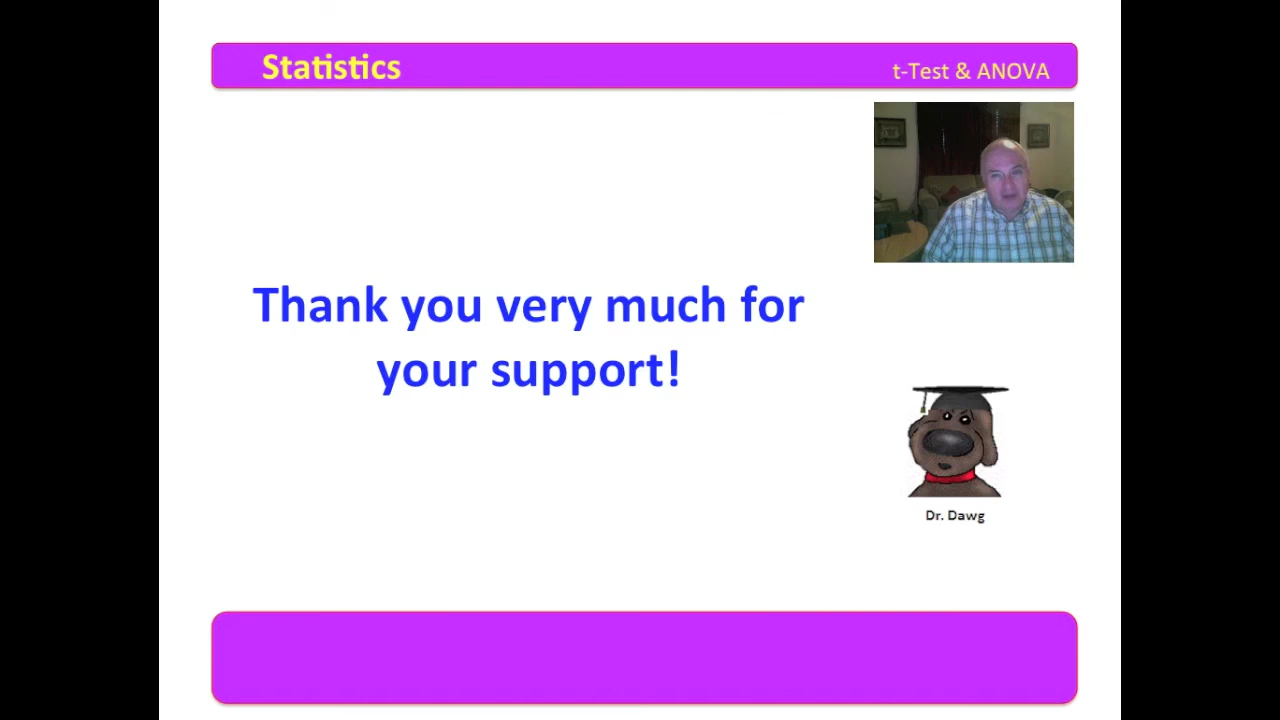 Statistics
t-Test & ANOVA
Thank you very much for
your support!
Dr. Dawg